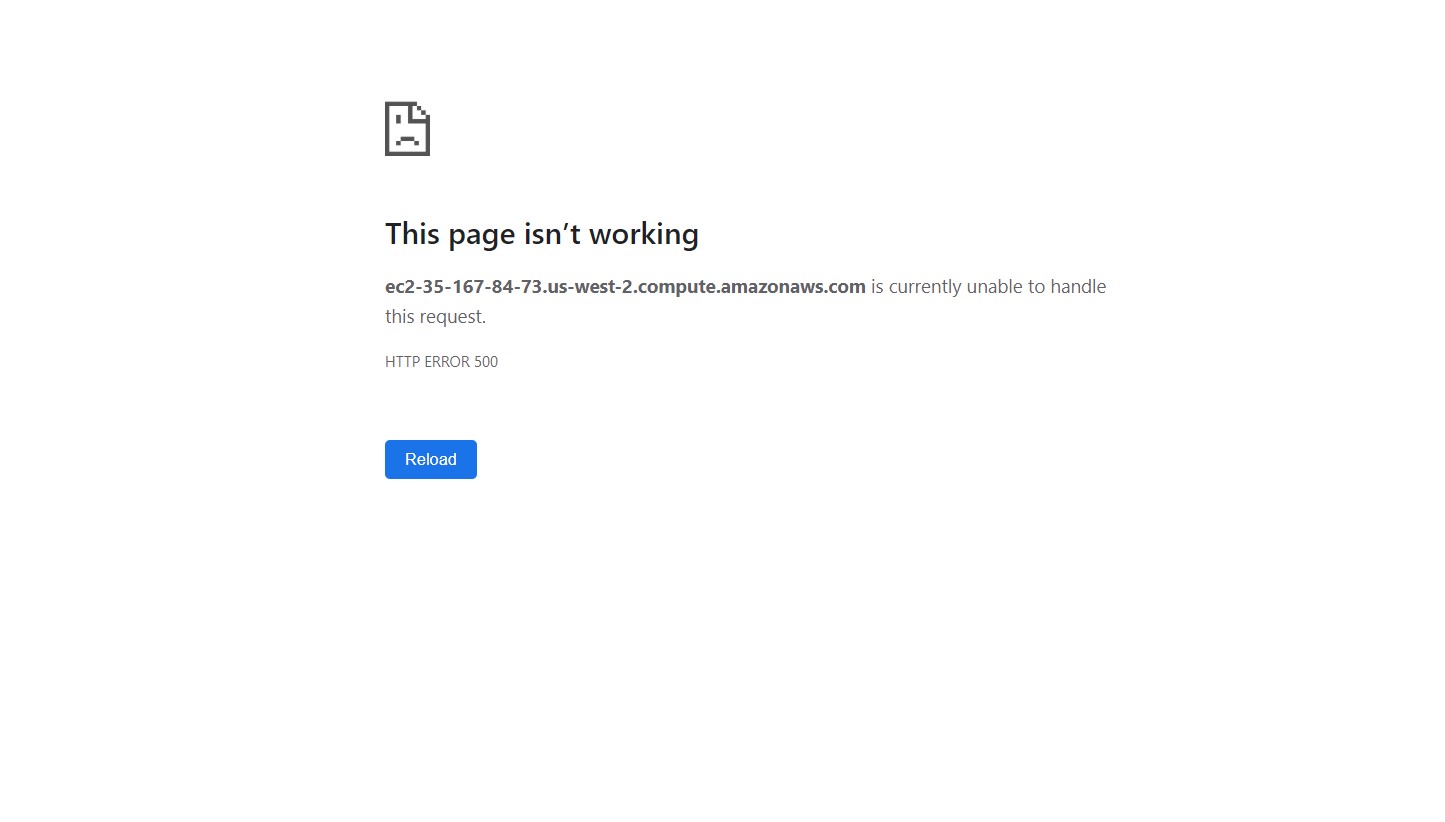 This page isn’t working
ec2-35-167-84-73.us-west-2.compute.amazonaws.com is currently unable to handle
this request.
HTTP ERROR 500
Reload